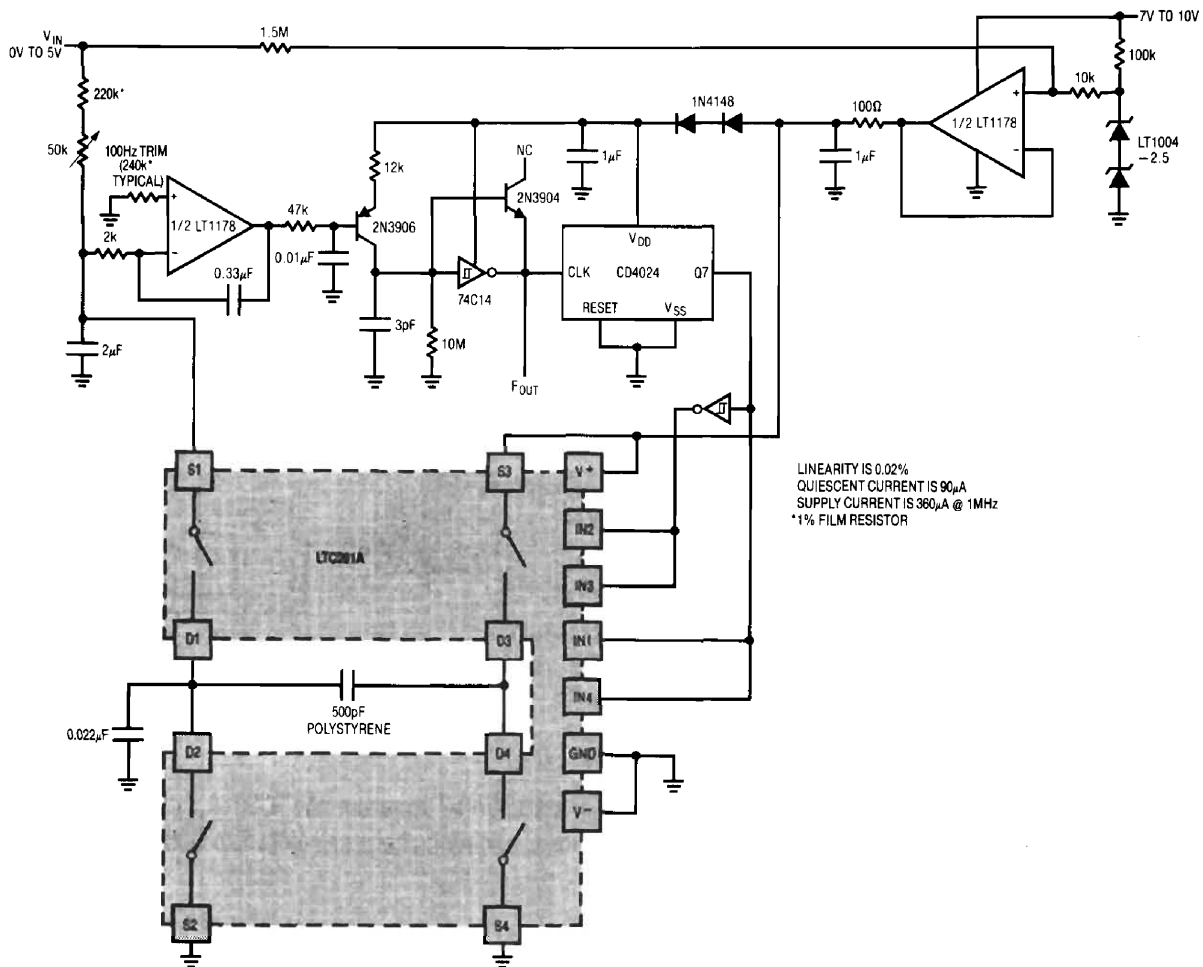 VIN
0V TO 5V
1.5M
7V TO 10V
100k
220k*
10k
1N4148
100Ω
+
1/2 LT1178
−
LT1004
−2.5
50k
100Hz TRIM
(240k*
TYPICAL)
12k
1µF
1µF
NC
2N3904
+
1/2 LT1178
−
47k
2N3906
2k
0.33µF
0.01µF
VDD
CLK
CD4024
Q7
RESET
VSS
74C14
2µF
3pF
10M
FOUT
S1
S3
V+
LINEARITY IS 0.02%
QUIESCENT CURRENT IS 90µA
SUPPLY CURRENT IS 360µA @ 1MHz
*1% FILM RESISTOR
IN2
LTC201A
IN3
D1
D3
IN1
500pF
POLYSTYRENE
IN4
0.022µF
D2
D4
GND
V−
S2
S4